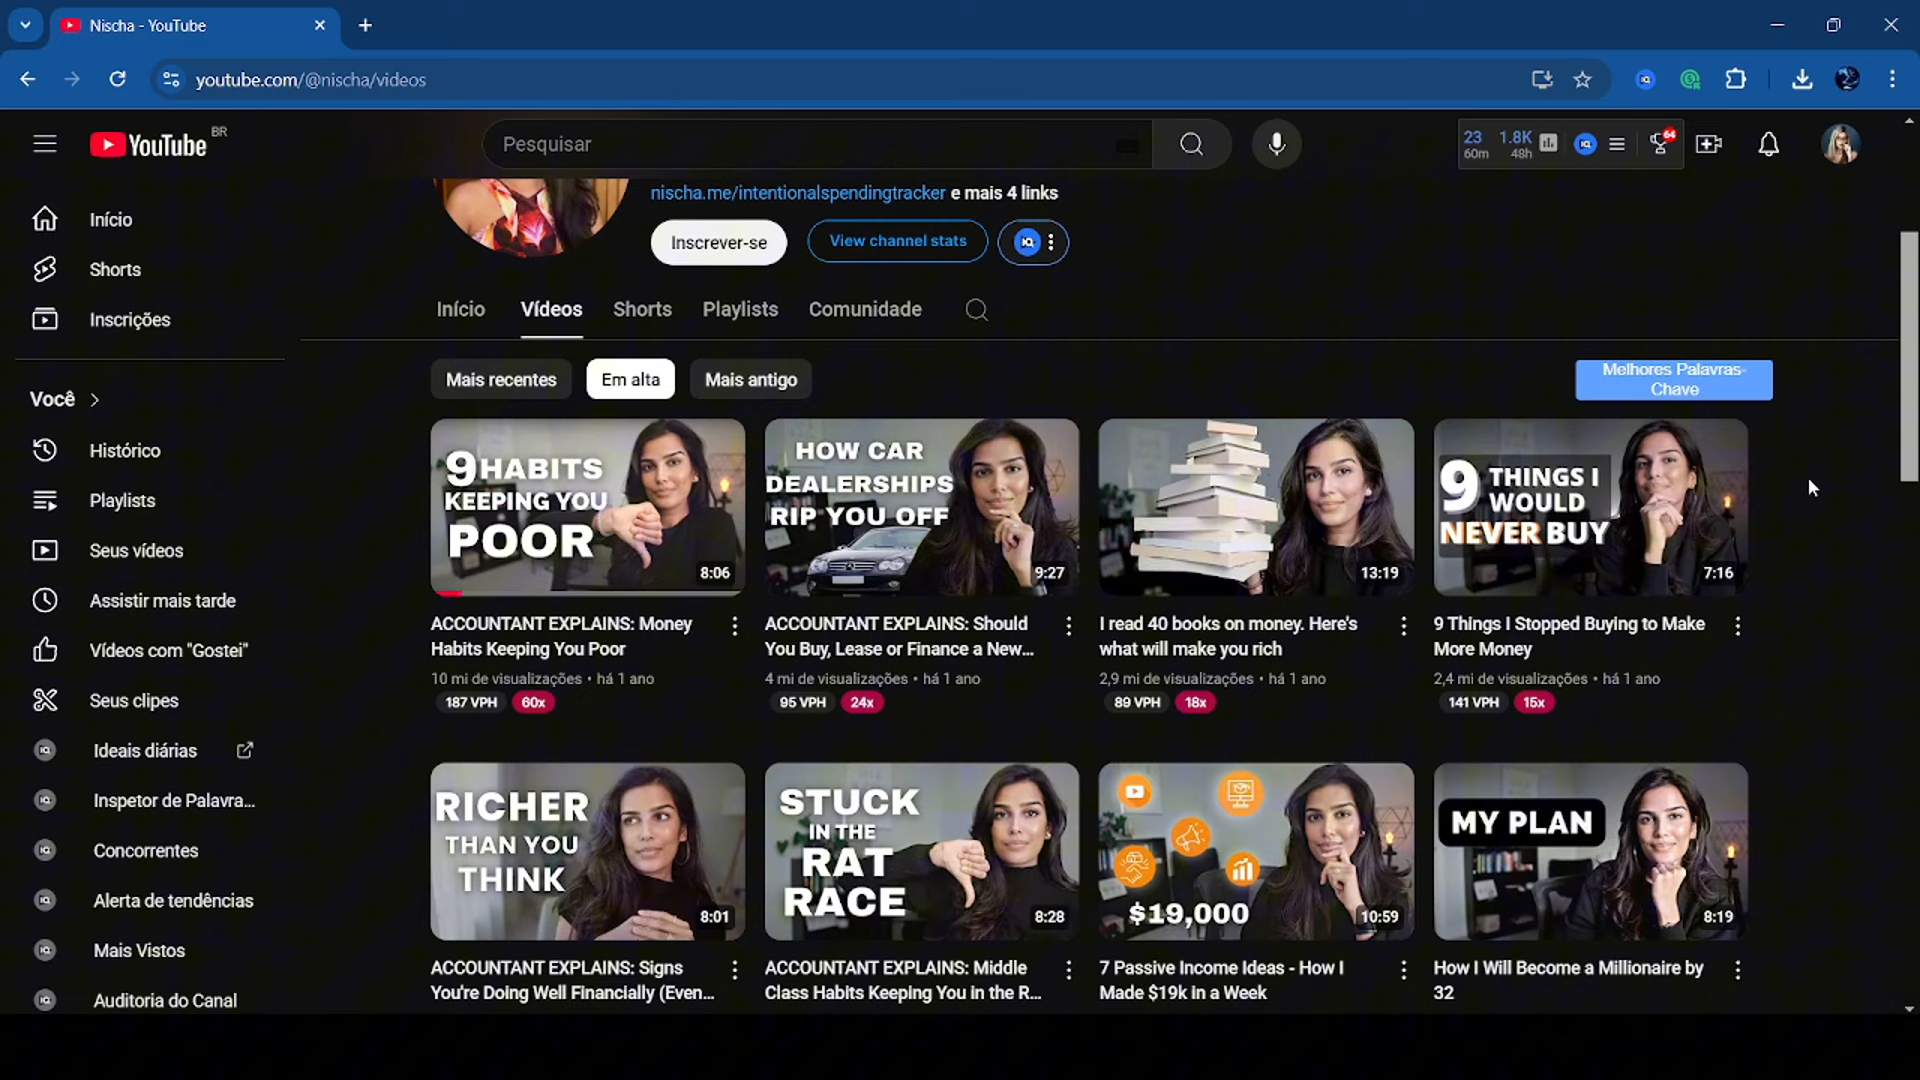 Nischa - YouTube
youtube.com/@nischa/videos
YouTube BR
Pesquisar
23 1.8K
60m 48h
64
nischa.me/intentionalspendingtracker e mais 4 links
Inscrever-se
View channel stats
Início
Shorts
Inscrições
Você
Histórico
Playlists
Seus vídeos
Assistir mais tarde
Vídeos com "Gostei"
Seus clipes
Ideais diárias
Inspetor de Palavra...
Concorrentes
Alerta de tendências
Mais Vistos
Auditoria do Canal
Início Vídeos Shorts Playlists Comunidade
Mais recentes Em alta Mais antigo
Melhores Palavras-
Chave
9 HABITS
KEEPING YOU
POOR
8:06
ACCOUNTANT EXPLAINS: Money
Habits Keeping You Poor
10 mi de visualizações • há 1 ano
187 VPH 60x
HOW CAR
DEALERSHIPS
RIP YOU OFF
9:27
ACCOUNTANT EXPLAINS: Should
You Buy, Lease or Finance a New...
4 mi de visualizações • há 1 ano
95 VPH 24x
13:19
I read 40 books on money. Here's
what will make you rich
2,9 mi de visualizações • há 1 ano
89 VPH 18x
9 THINGS I
WOULD
NEVER BUY
7:16
9 Things I Stopped Buying to Make
More Money
2,4 mi de visualizações • há 1 ano
141 VPH 15x
RICHER
THAN YOU
THINK
8:01
ACCOUNTANT EXPLAINS: Signs
You're Doing Well Financially (Even...
STUCK
IN THE
RAT
RACE
8:28
ACCOUNTANT EXPLAINS: Middle
Class Habits Keeping You in the R...
$19,000
10:59
7 Passive Income Ideas - How I
Made $19k in a Week
MY PLAN
8:19
How I Will Become a Millionaire by
32